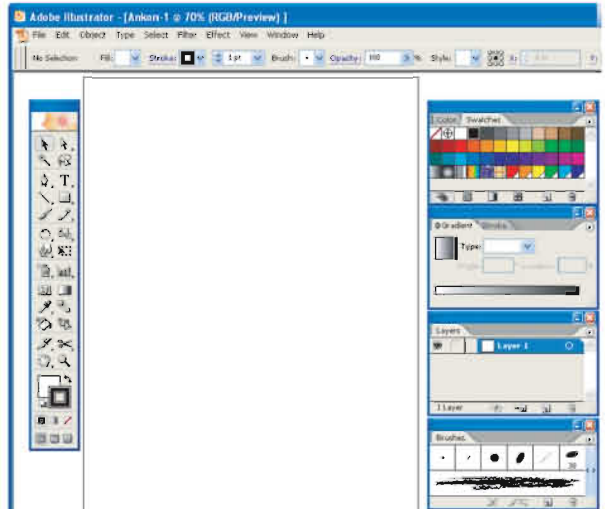 Adobe Illustrator - [Ankon-1 @ 70% (RGB/Preview) ]
File Edit Object Type Select Filter Effect View Window Help
No Selection Fill: Stroke: 1 pt Brush: Opacity: 100 % Style: X:
Color Swatches
Gradient Stroke
Type:
Layers
Layer 1
1 Layer
Brushes